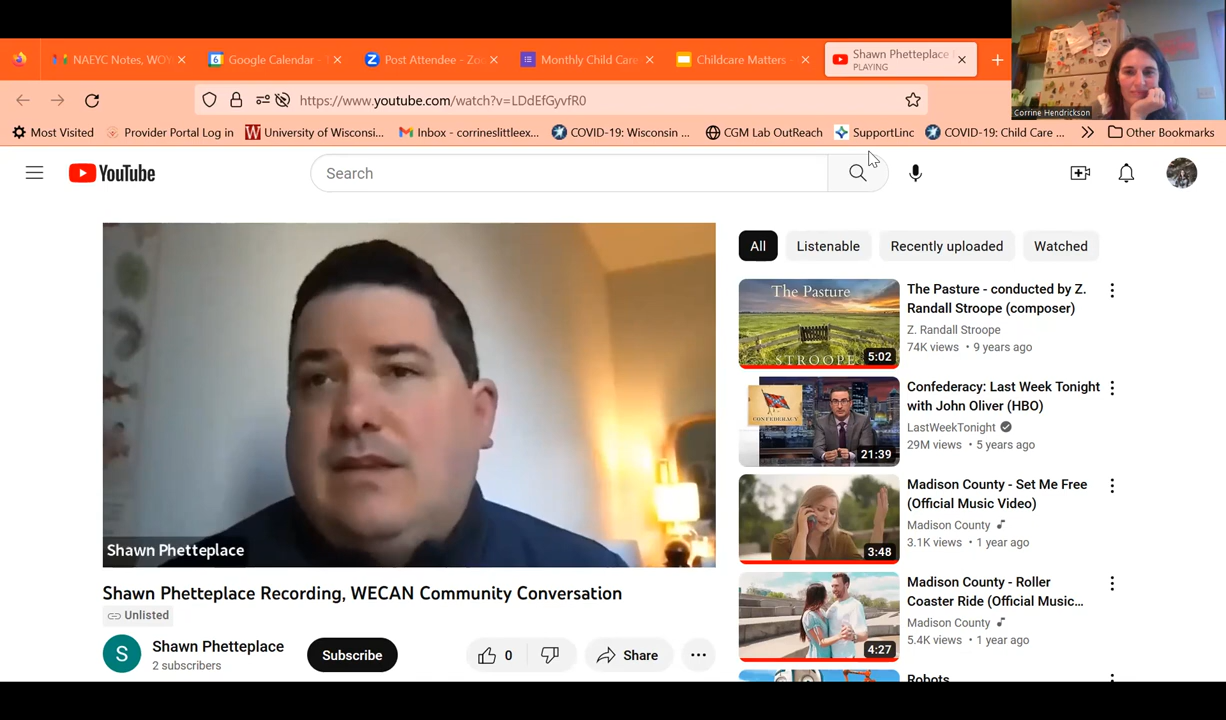 NAEYC Notes, WOY
Google Calendar -
Post Attendee - Zoo
Monthly Child Care
Childcare Matters -
Shawn Phetteplace
PLAYING
Corrine Hendrickson
https://www.youtube.com/watch?v=LDdEfGyvfR0
Most Visited
Provider Portal Log in
University of Wisconsi...
Inbox - corrineslittleex...
COVID-19: Wisconsin ...
CGM Lab OutReach
SupportLinc
COVID-19: Child Care ...
Other Bookmarks
YouTube
Search
All
Listenable
Recently uploaded
Watched
Shawn Phetteplace
Shawn Phetteplace Recording, WECAN Community Conversation
Unlisted
S
Shawn Phetteplace
2 subscribers
Subscribe
0
Share
The Pasture
STROOPE
5:02
The Pasture - conducted by Z.
Randall Stroope (composer)
Z. Randall Stroope
74K views • 9 years ago
CONFEDERACY
21:39
Confederacy: Last Week Tonight
with John Oliver (HBO)
LastWeekTonight
29M views • 5 years ago
3:48
Madison County - Set Me Free
(Official Music Video)
Madison County
3.1K views • 1 year ago
4:27
Madison County - Roller
Coaster Ride (Official Music...
Madison County
5.4K views • 1 year ago
Robots